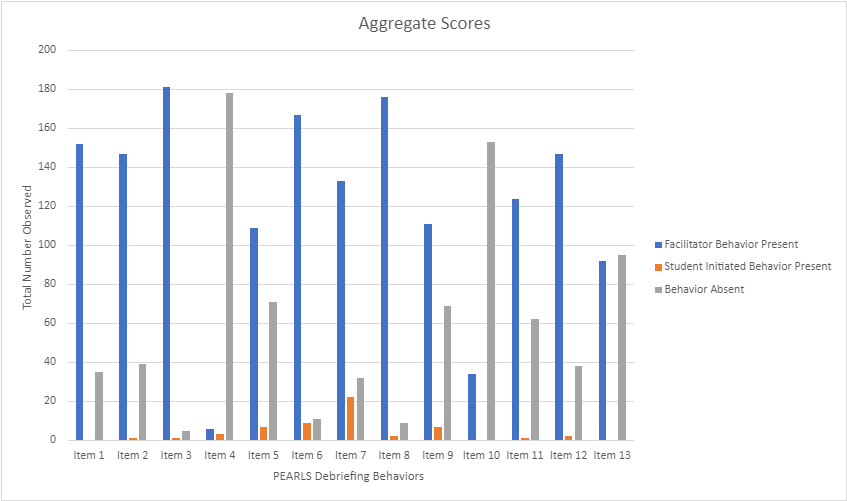 Aggregate Scores
200
180
160
140
120
100
80
60
40
20
0
Total Number Observed
Item 1 Item 2 Item 3 Item 4 Item 5 Item 6 Item 7 Item 8 Item 9 Item 10 Item 11 Item 12 Item 13
PEARLS Debriefing Behaviors
Facilitator Behavior Present
Student Initiated Behavior Present
Behavior Absent